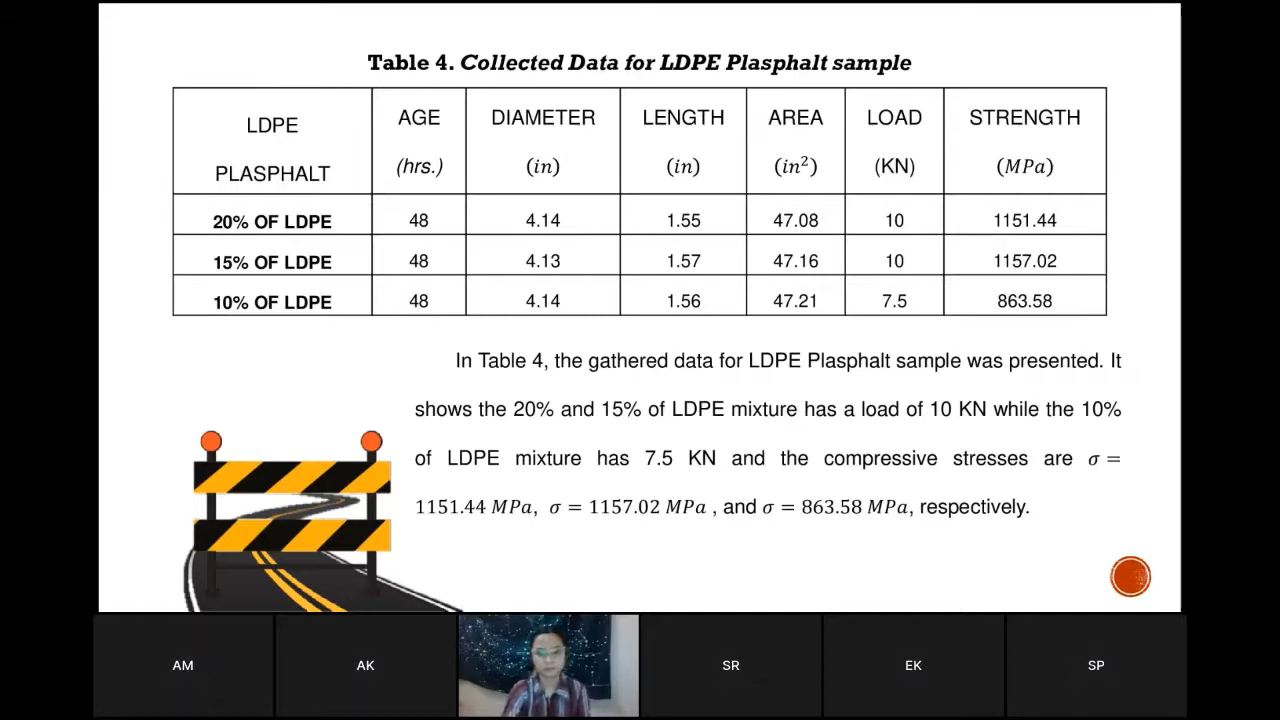 Table 4. Collected Data for LDPE Plasphalt sample
LDPE PLASPHALT AGE (hrs.) DIAMETER (in) LENGTH (in) AREA (in²) LOAD (KN) STRENGTH (MPa)
20% OF LDPE 48 4.14 1.55 47.08 10 1151.44
15% OF LDPE 48 4.13 1.57 47.16 10 1157.02
10% OF LDPE 48 4.14 1.56 47.21 7.5 863.58
In Table 4, the gathered data for LDPE Plasphalt sample was presented. It
shows the 20% and 15% of LDPE mixture has a load of 10 KN while the 10%
of LDPE mixture has 7.5 KN and the compressive stresses are σ =
1151.44 MPa, σ = 1157.02 MPa , and σ = 863.58 MPa, respectively.
AM AK SR EK SP